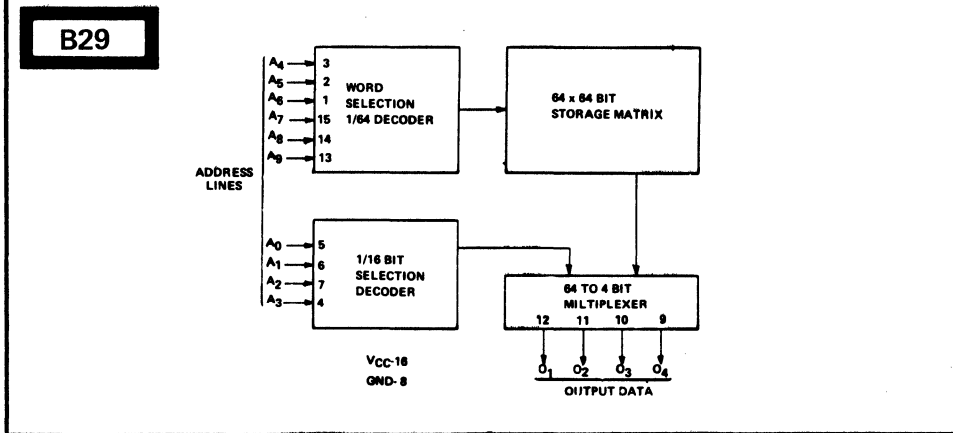 B29
A4 3
A5 2
A6 1
A7 15
A8 14
A9 13
WORD
SELECTION
1/64 DECODER
64 x 64 BIT
STORAGE MATRIX
ADDRESS
LINES
A0 5
A1 6
A2 7
A3 4
1/16 BIT
SELECTION
DECODER
64 TO 4 BIT
MILTIPLEXER
12 11 10 9
VCC-16
GND- 8
O1 O2 O3 O4
OUTPUT DATA